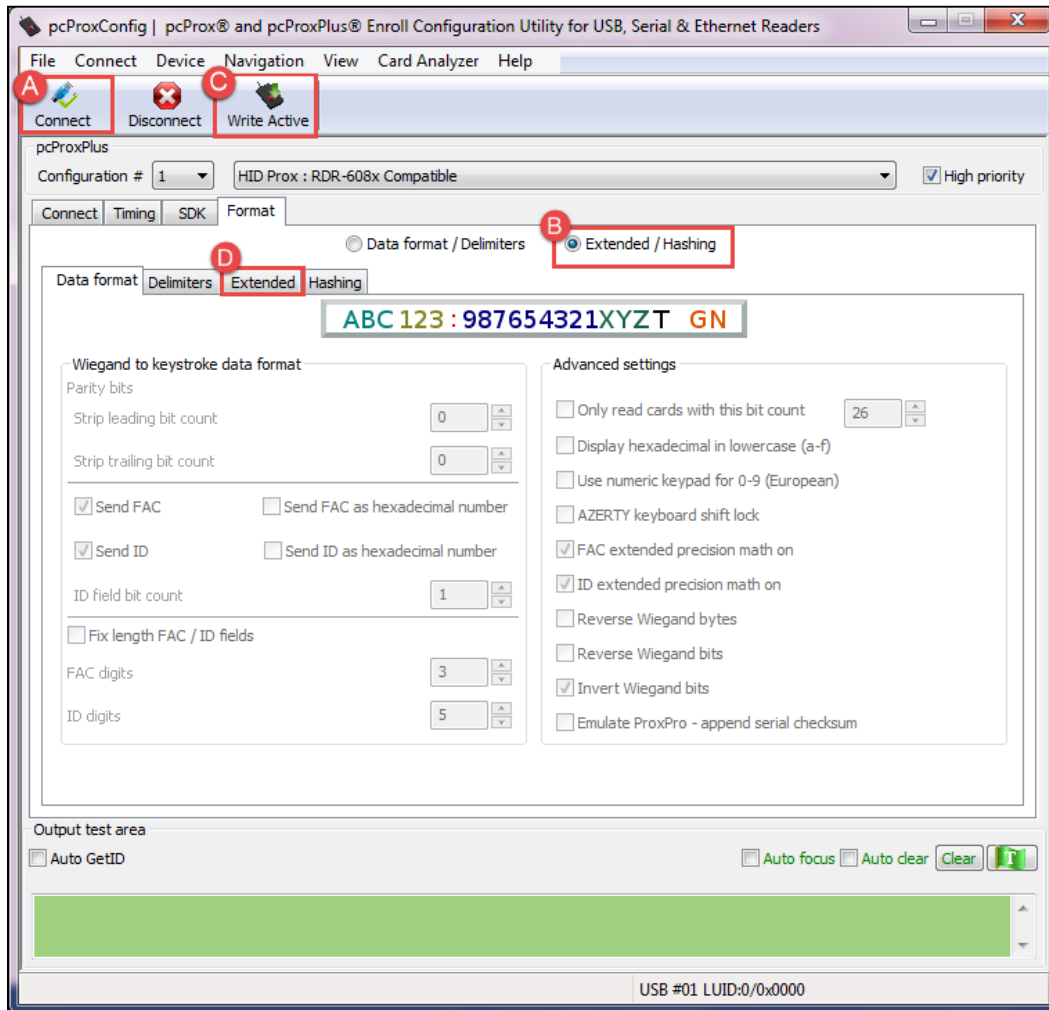 pcProxConfig | pcProx® and pcProxPlus® Enroll Configuration Utility for USB, Serial & Ethernet Readers
File Connect Device Navigation View Card Analyzer Help
A C
Connect Disconnect Write Active
pcProxPlus
Configuration # 1 HID Prox : RDR-608x Compatible High priority
Connect Timing SDK Format
B
Data format / Delimiters Extended / Hashing
D
Data format Delimiters Extended Hashing
ABC 123 : 987654321XYZT GN
Wiegand to keystroke data format Advanced settings
Parity bits
Strip leading bit count 0 Only read cards with this bit count 26
Display hexadecimal in lowercase (a-f)
Strip trailing bit count 0
Use numeric keypad for 0-9 (European)
Send FAC Send FAC as hexadecimal number AZERTY keyboard shift lock
Send ID Send ID as hexadecimal number FAC extended precision math on
ID field bit count 1 ID extended precision math on
Reverse Wiegand bytes
Fix length FAC / ID fields
Reverse Wiegand bits
FAC digits 3
Invert Wiegand bits
ID digits 5 Emulate ProxPro - append serial checksum
Output test area
Auto GetID Auto focus Auto clear Clear T
USB #01 LUID:0/0x0000